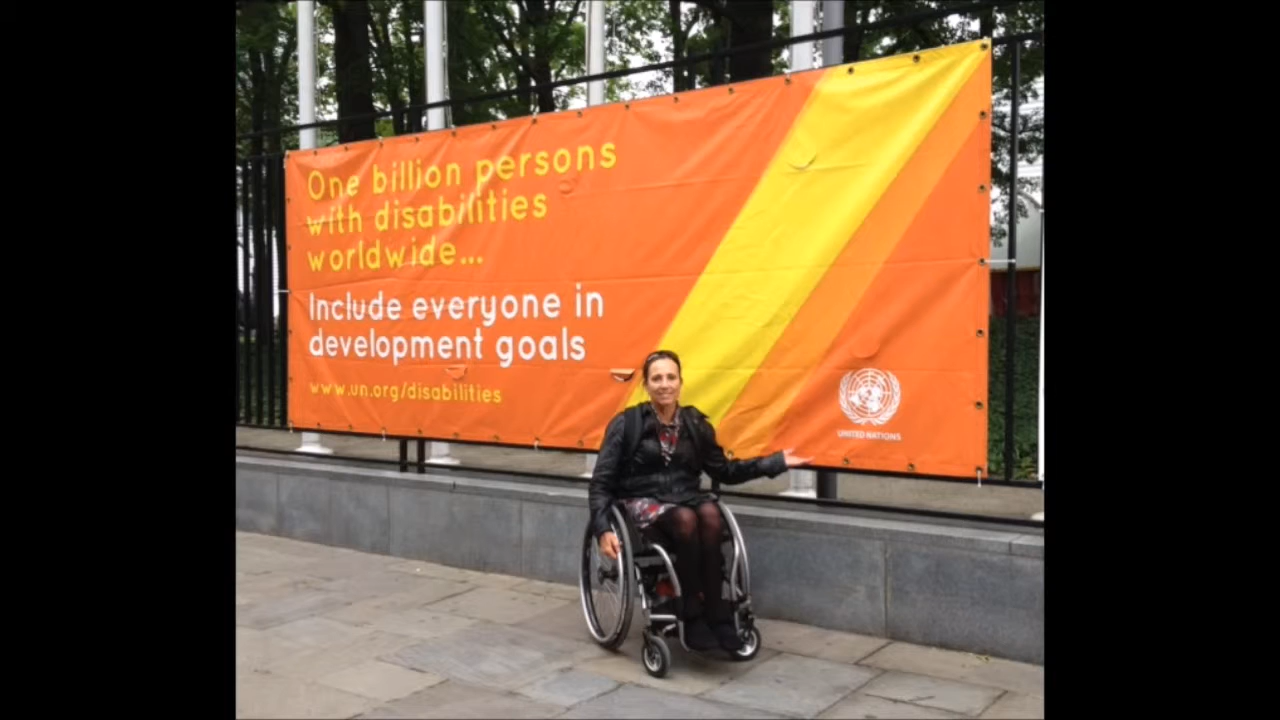 One billion persons
with disabilities
worldwide...
Include everyone in
development goals
www.un.org/disabilities
UNITED NATIONS